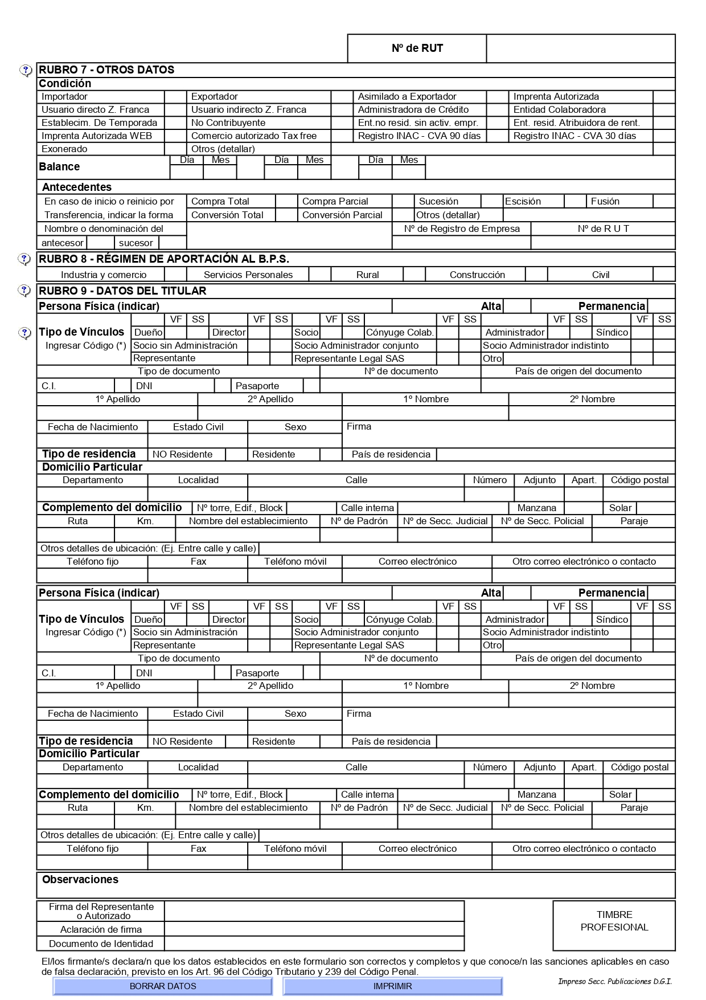 Nº de RUT
RUBRO 7 - OTROS DATOS
Condición
Importador Exportador Asimilado a Exportador Imprenta Autorizada
Usuario directo Z. Franca Usuario indirecto Z. Franca Administradora de Crédito Entidad Colaboradora
Establecim. De Temporada No Contribuyente Ent.no resid. sin activ. empr. Ent. resid. Atribuidora de rent.
Imprenta Autorizada WEB Comercio autorizado Tax free Registro INAC - CVA 90 días Registro INAC - CVA 30 días
Exonerado Otros (detallar)
Día Mes Día Mes Día Mes
Balance
Antecedentes
En caso de inicio o reinicio por Compra Total Compra Parcial Sucesión Escisión Fusión
Transferencia, indicar la forma Conversión Total Conversión Parcial Otros (detallar)
Nombre o denominación del Nº de Registro de Empresa Nº de R U T
antecesor sucesor
RUBRO 8 - RÉGIMEN DE APORTACIÓN AL B.P.S.
Industria y comercio Servicios Personales Rural Construcción Civil
RUBRO 9 - DATOS DEL TITULAR
Persona Física (indicar) Alta Permanencia
VF SS VF SS VF SS VF SS VF SS VF SS
Tipo de Vínculos Dueño Director Socio Cónyuge Colab. Administrador Síndico
Ingresar Código (*) Socio sin Administración Socio Administrador conjunto Socio Administrador indistinto
Representante Representante Legal SAS Otro
Tipo de documento Nº de documento País de origen del documento
C.I. DNI Pasaporte
1º Apellido 2º Apellido 1º Nombre 2º Nombre
Fecha de Nacimiento Estado Civil Sexo Firma
Tipo de residencia NO Residente Residente País de residencia
Domicilio Particular
Departamento Localidad Calle Número Adjunto Apart. Código postal
Complemento del domicilio Nº torre, Edif., Block Calle interna Manzana Solar
Ruta Km. Nombre del establecimiento Nº de Padrón Nº de Secc. Judicial Nº de Secc. Policial Paraje
Otros detalles de ubicación: (Ej. Entre calle y calle)
Teléfono fijo Fax Teléfono móvil Correo electrónico Otro correo electrónico o contacto
Persona Física (indicar) Alta Permanencia
VF SS VF SS VF SS VF SS VF SS VF SS
Tipo de Vínculos Dueño Director Socio Cónyuge Colab. Administrador Síndico
Ingresar Código (*) Socio sin Administración Socio Administrador conjunto Socio Administrador indistinto
Representante Representante Legal SAS Otro
Tipo de documento Nº de documento País de origen del documento
C.I. DNI Pasaporte
1º Apellido 2º Apellido 1º Nombre 2º Nombre
Fecha de Nacimiento Estado Civil Sexo Firma
Tipo de residencia NO Residente Residente País de residencia
Domicilio Particular
Departamento Localidad Calle Número Adjunto Apart. Código postal
Complemento del domicilio Nº torre, Edif., Block Calle interna Manzana Solar
Ruta Km. Nombre del establecimiento Nº de Padrón Nº de Secc. Judicial Nº de Secc. Policial Paraje
Otros detalles de ubicación: (Ej. Entre calle y calle)
Teléfono fijo Fax Teléfono móvil Correo electrónico Otro correo electrónico o contacto
Observaciones
Firma del Representante
o Autorizado
Aclaración de firma
Documento de Identidad
TIMBRE
PROFESIONAL
El/los firmante/s declara/n que los datos establecidos en este formulario son correctos y completos y que conoce/n las sanciones aplicables en caso
de falsa declaración, previsto en los Art. 96 del Código Tributario y 239 del Código Penal.
BORRAR DATOS IMPRIMIR Impreso Secc. Publicaciones D.G.I.